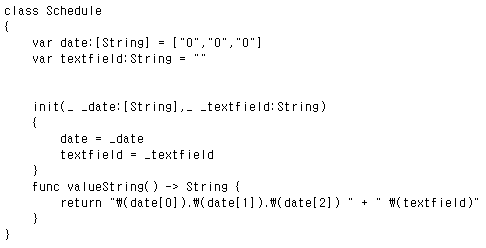 class Schedule
{
    var date:[String] = ["0","0","0"]
    var textfield:String = ""
    init(_ _date:[String],_ _textfield:String)
    {
        date = _date
        textfield = _textfield
    }
    func valueString() -> String {
        return "₩(date[0]).₩(date[1]).₩(date[2]) " + " ₩(textfield)"
    }
}